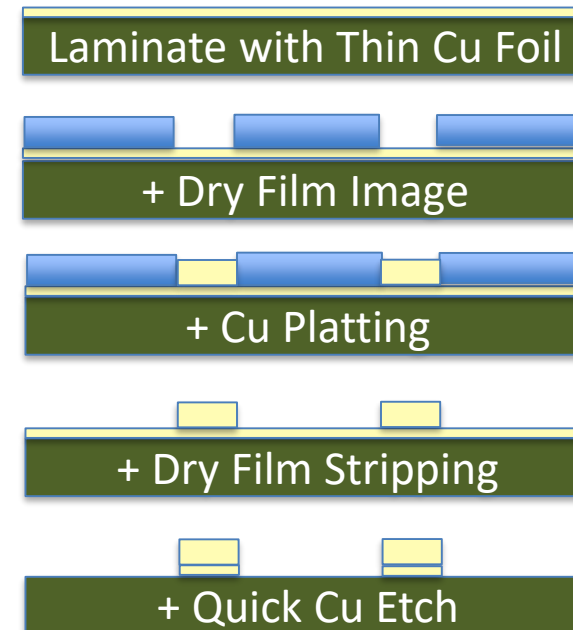 Laminate with Thin Cu Foil
+ Dry Film Image
+ Cu Platting
+ Dry Film Stripping
+ Quick Cu Etch